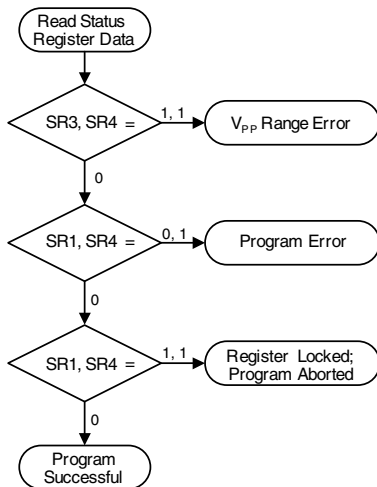 Read Status
Register Data
SR3, SR4 =
1, 1
V_PP Range Error
0
SR1, SR4 =
0, 1
Program Error
0
SR1, SR4 =
1, 1
Register Locked;
Program Aborted
0
Program
Successful